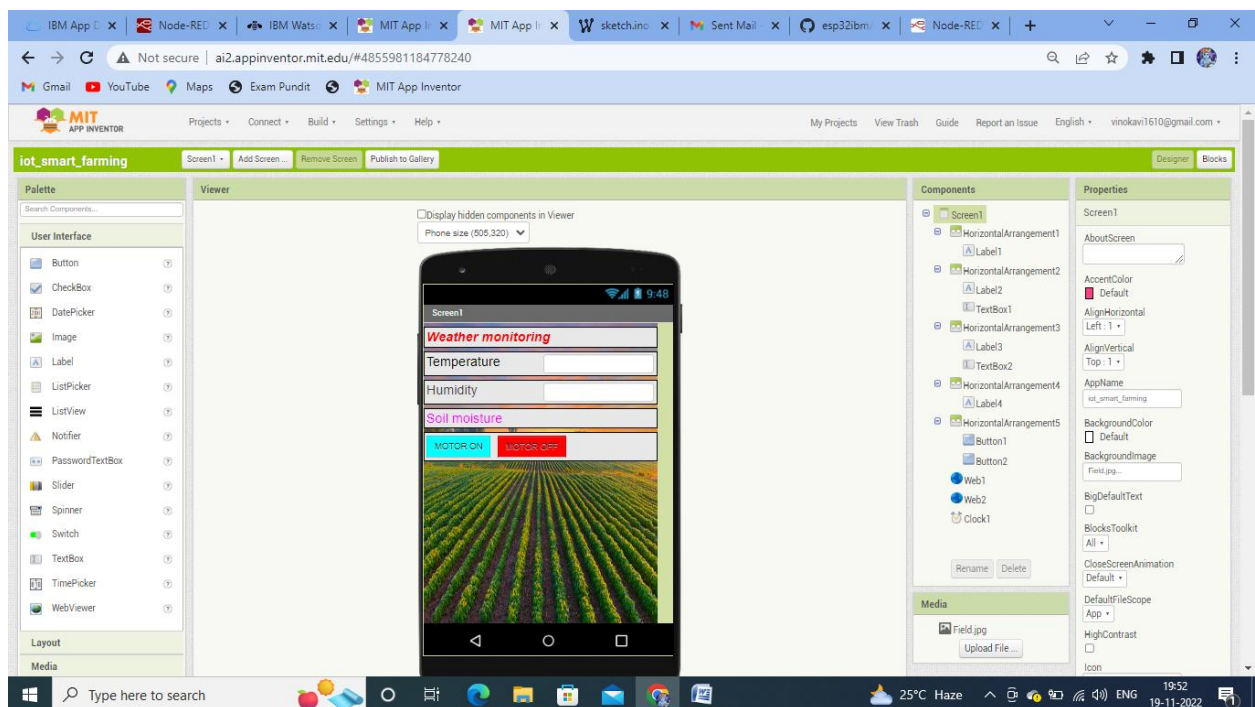 IBM App D
Node-RED
IBM Watso
MIT App In
MIT App In
sketch.ino
Sent Mail -
esp32ibm/
Node-RED
Not secure | ai2.appinventor.mit.edu/#4855981184778240
Gmail YouTube Maps Exam Pundit MIT App Inventor
MIT
APP INVENTOR
Projects Connect Build Settings Help My Projects View Trash Guide Report an Issue English vinokavi1610@gmail.com
iot_smart_farming Screen1 Add Screen ... Remove Screen Publish to Gallery Designer Blocks
Palette
Search Components...
User Interface
Button
CheckBox
DatePicker
Image
Label
ListPicker
ListView
Notifier
PasswordTextBox
Slider
Spinner
Switch
TextBox
TimePicker
WebViewer
Layout
Media
Viewer
Display hidden components in Viewer
Phone size (505,320)
9:48
Screen1
Weather monitoring
Temperature
Humidity
Soil moisture
MOTOR ON MOTOR OFF
Components
Screen1
HorizontalArrangement1
Label1
HorizontalArrangement2
Label2
TextBox1
HorizontalArrangement3
Label3
TextBox2
HorizontalArrangement4
Label4
HorizontalArrangement5
Button1
Button2
Web1
Web2
Clock1
Rename Delete
Media
Field.jpg
Upload File ...
Properties
Screen1
AboutScreen
AccentColor
Default
AlignHorizontal
Left : 1
AlignVertical
Top : 1
AppName
iot_smart_farming
BackgroundColor
Default
BackgroundImage
Field.jpg...
BigDefaultText
BlocksToolkit
All
CloseScreenAnimation
Default
DefaultFileScope
App
HighContrast
Icon
Type here to search
25°C Haze
ENG
19:52
19-11-2022
1